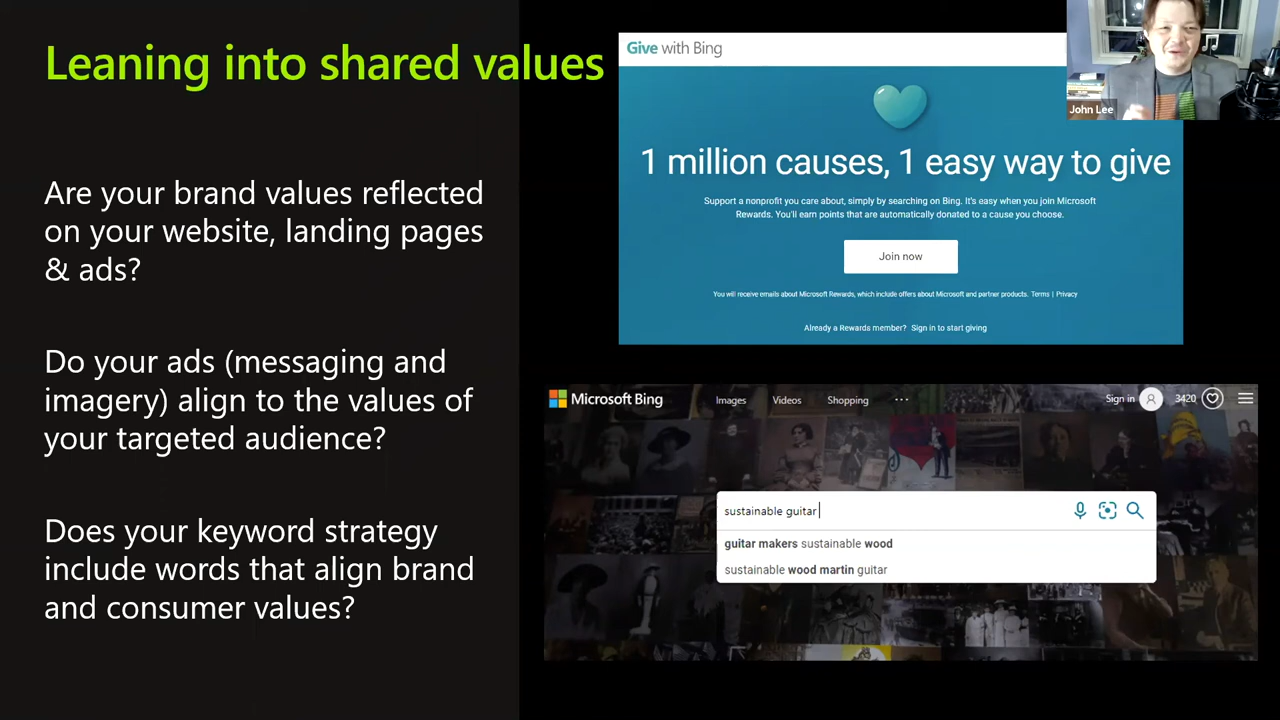 Leaning into shared values
Are your brand values reflected
on your website, landing pages
& ads?
Do your ads (messaging and
imagery) align to the values of
your targeted audience?
Does your keyword strategy
include words that align brand
and consumer values?
Give with Bing
1 million causes, 1 easy way to give
Support a nonprofit you care about, simply by searching on Bing. It's easy when you join Microsoft
Rewards. You'll earn points that are automatically donated to a cause you choose.
Join now
You will receive emails about Microsoft Rewards, which include offers about Microsoft and partner products. Terms | Privacy
Already a Rewards member? Sign in to start giving
John Lee
Microsoft Bing Images Videos Shopping ··· Sign in 3420
sustainable guitar
guitar makers sustainable wood
sustainable wood martin guitar